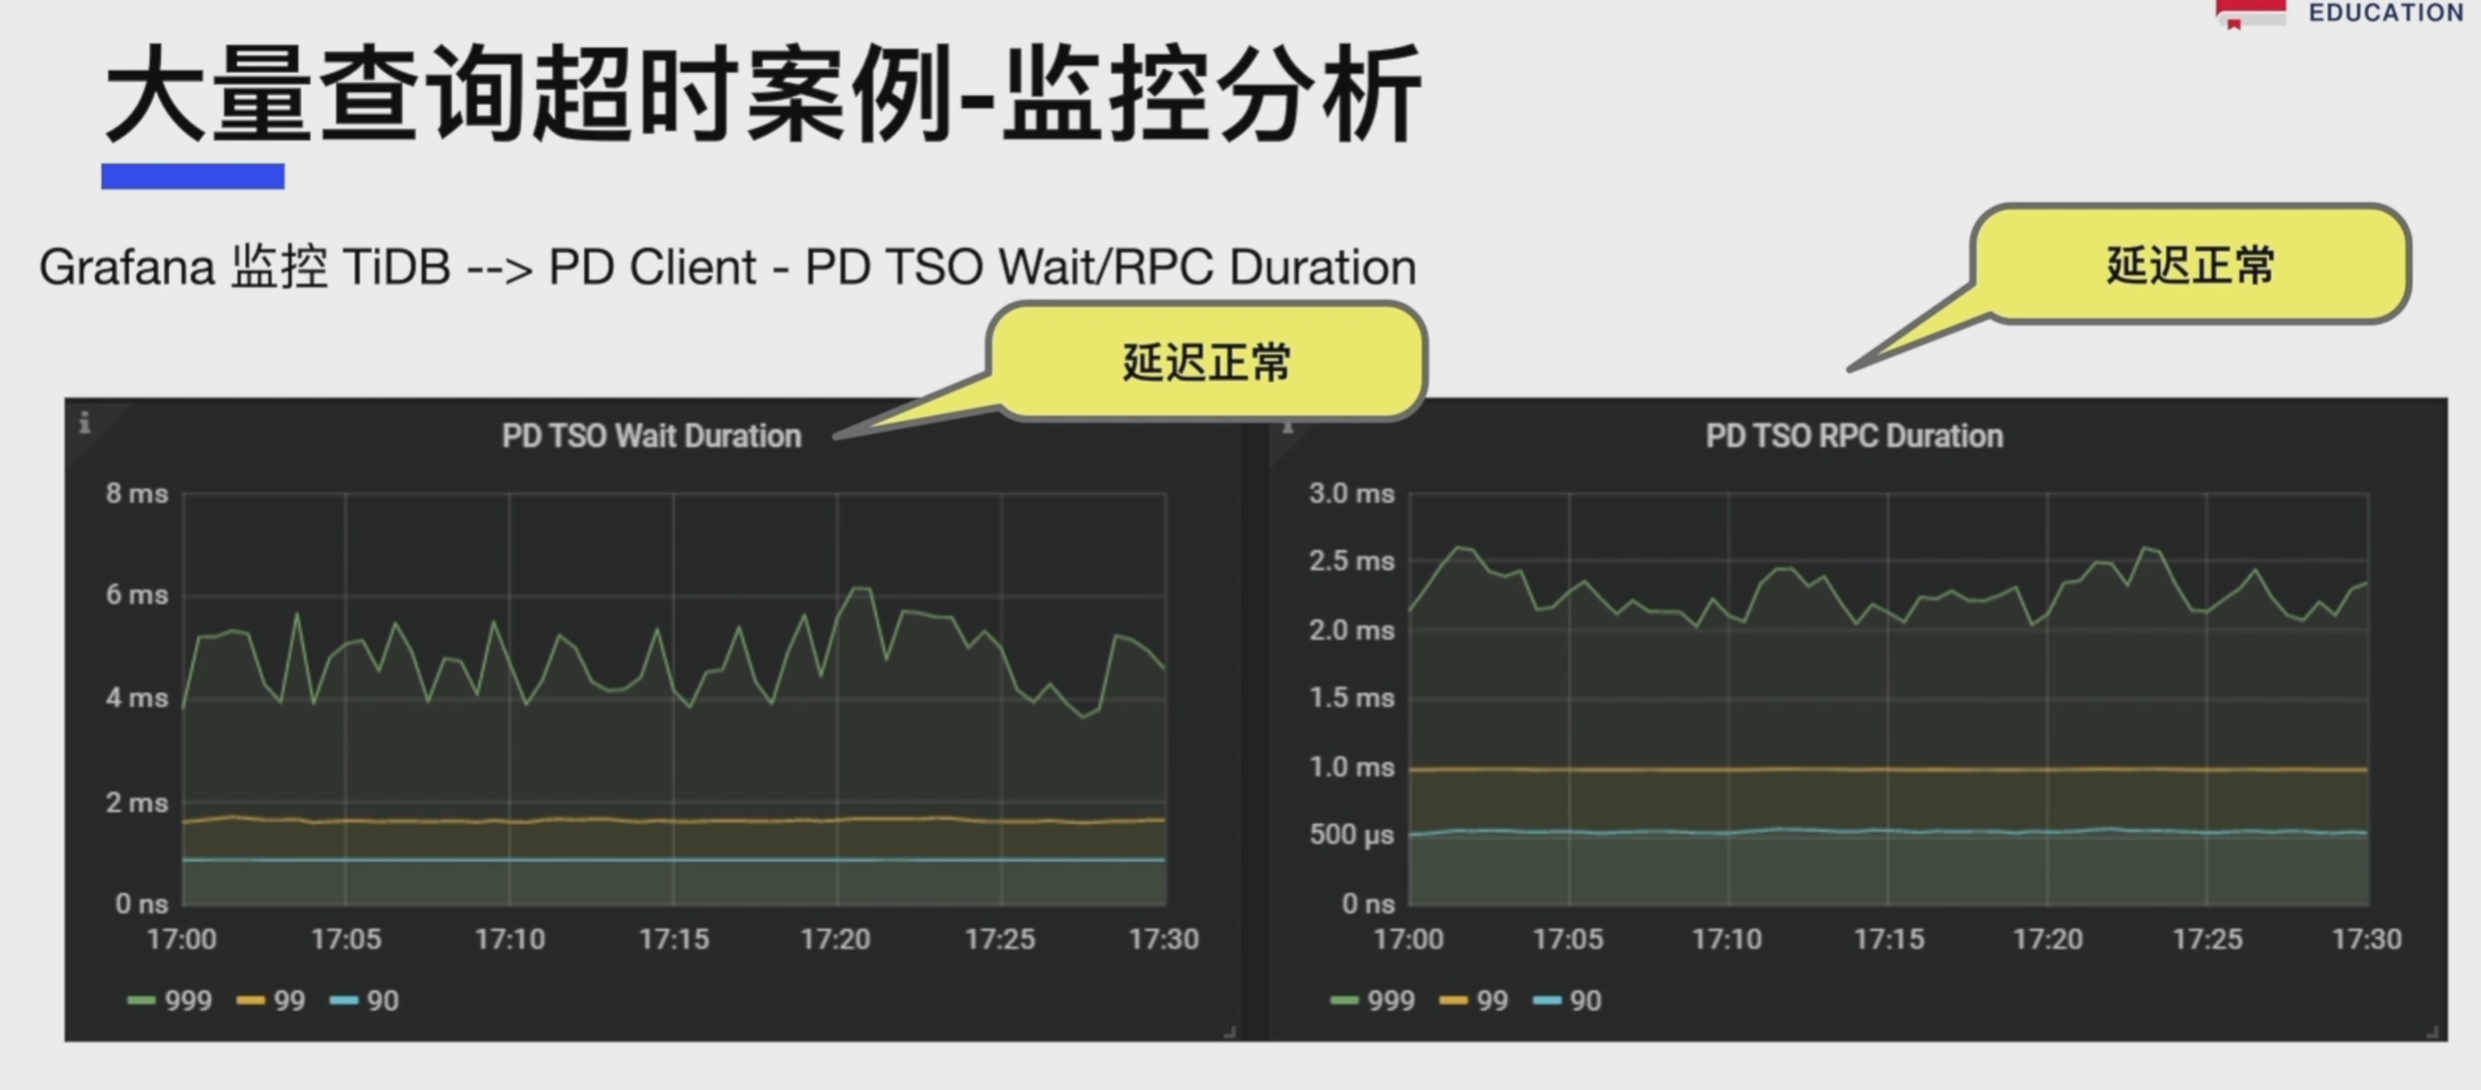 EDUCATION
大量查询超时案例-监控分析
Grafana 监控 TiDB --> PD Client - PD TSO Wait/RPC Duration
延迟正常
延迟正常
PD TSO Wait Duration
8 ms
6 ms
4 ms
2 ms
0 ns
17:00 17:05 17:10 17:15 17:20 17:25 17:30
999 99 90
PD TSO RPC Duration
3.0 ms
2.5 ms
2.0 ms
1.5 ms
1.0 ms
500 µs
0 ns
17:00 17:05 17:10 17:15 17:20 17:25 17:30
999 99 90